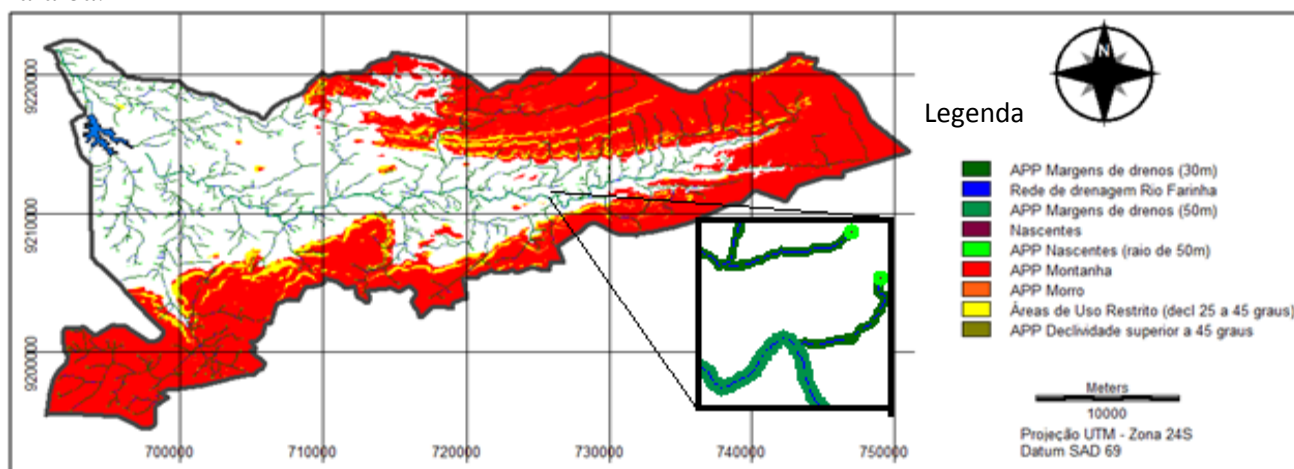 N
Legenda
APP Margens de drenos (30m)
Rede de drenagem Rio Farinha
APP Margens de drenos (50m)
Nascentes
APP Nascentes (raio de 50m)
APP Montanha
APP Morro
Áreas de Uso Restrito (decl 25 a 45 graus)
APP Declividade superior a 45 graus
Meters
10000
Projeção UTM - Zona 24S
Datum SAD 69
9220000
9210000
9200000
700000
710000
720000
730000
740000
750000